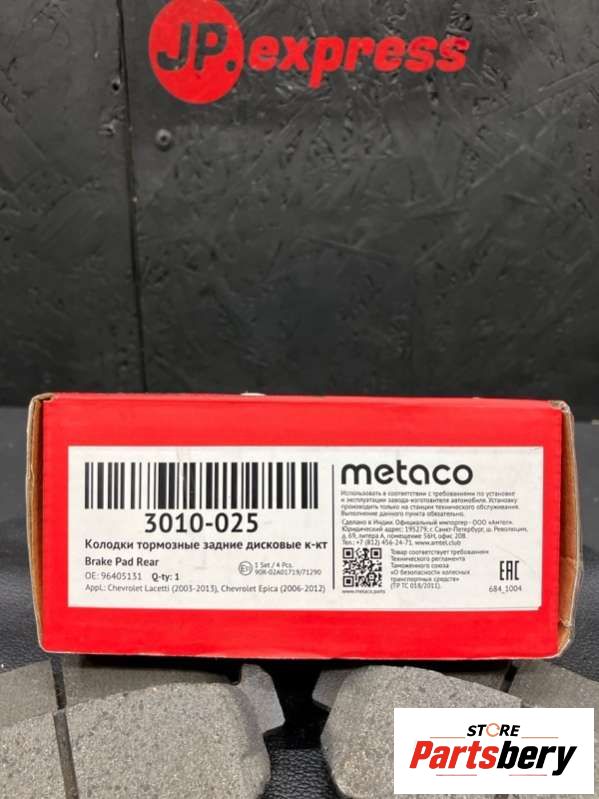 JP.express
3010-025
Колодки тормозные задние дисковые к-кт
Brake Pad Rear
OE: 96405131 Q-ty: 1
1 Set / 4 Pcs.
90R-02A01719/71290
Appl.: Chevrolet Lacetti (2003-2013), Chevrolet Epica (2006-2012)
metaco
Использовать в соответствии с требованиями по установке
и эксплуатации завода-изготовителя автомобиля. Установку
производить только на станции технического обслуживания.
Выполнение данного пункта обязательно.
Сделано в Индии. Официальный импортер - ООО «Амтел».
Юридический адрес: 195279, г. Санкт-Петербург, ш. Революции,
д. 69, литера А, помещение 56Н, офис 20В.
Тел.: +7 (812) 456-24-71. www.amtel.club
Товар соответствует требованиям
Технического регламента
Таможенного союза
«О безопасности колесных
транспортных средств»
(ТР ТС 018/2011).
EAC
www.metaco.parts
684_1004
STORE
Partsbery